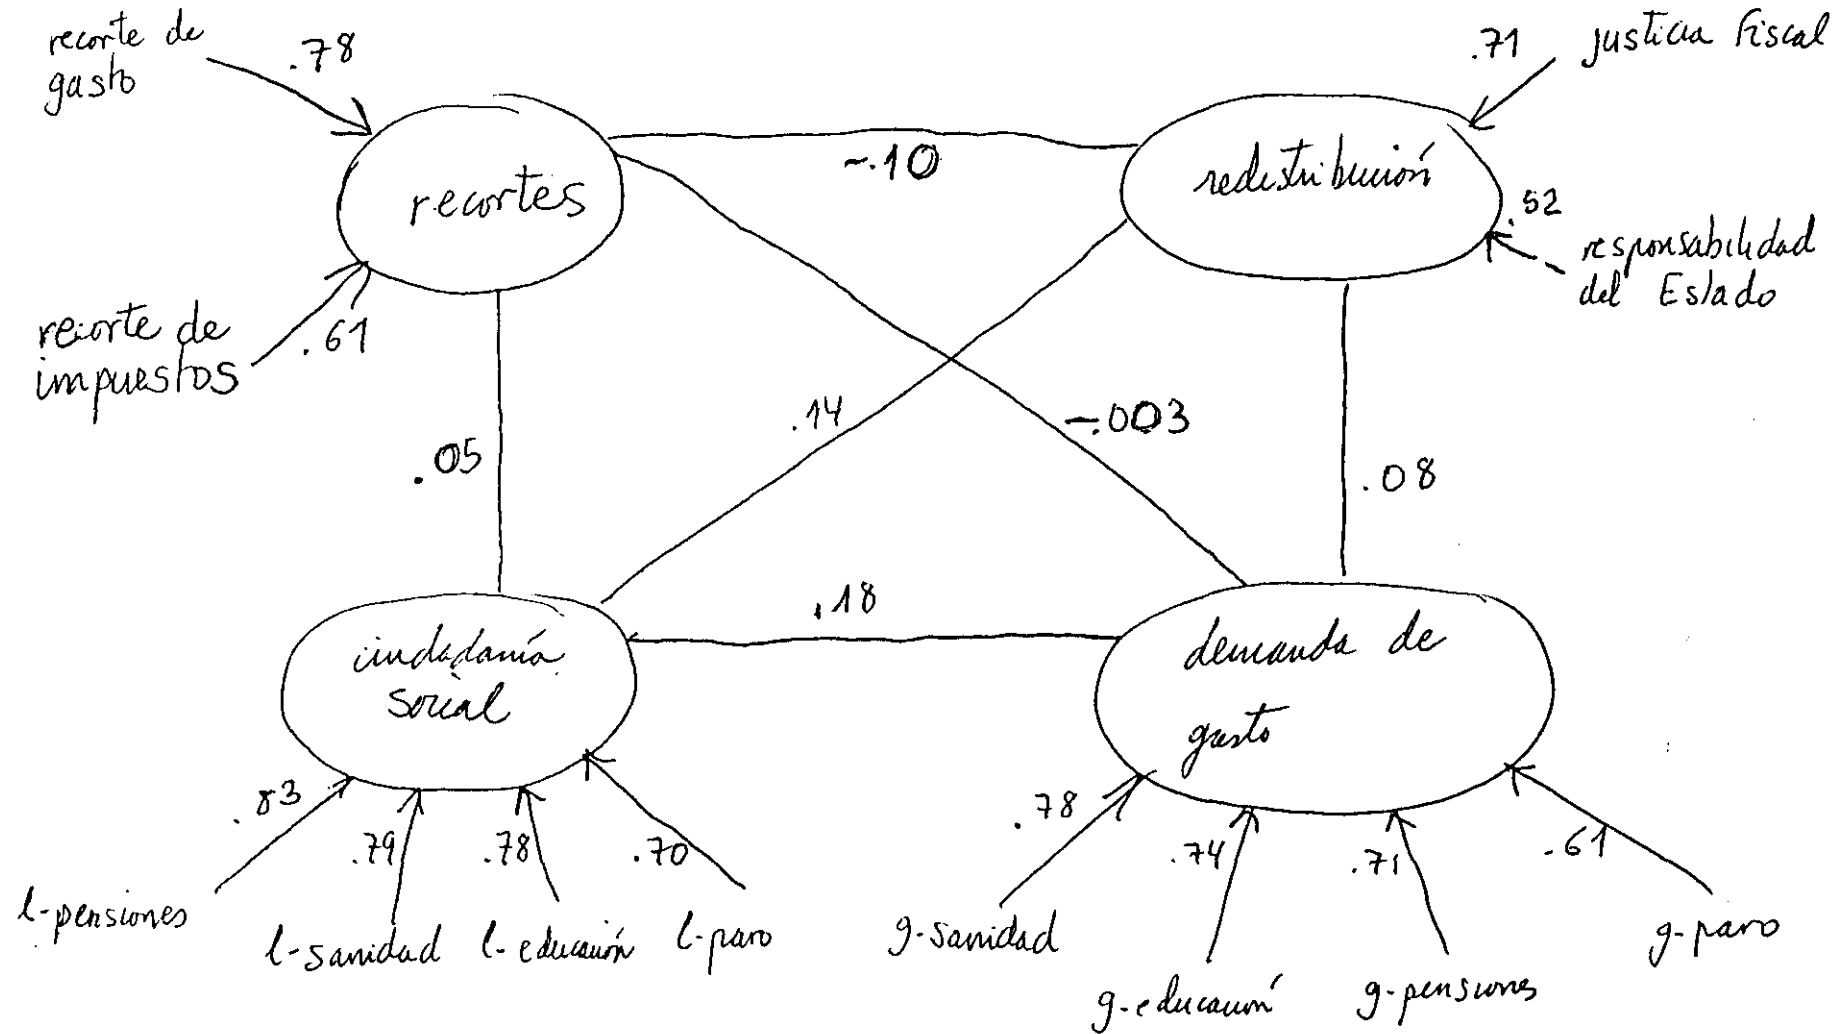 recorte de
gasto
.78
.71
justicia fiscal
recortes
-.10
redistribución
.52
responsabilidad
del Estado
recorte de
impuestos
.61
.05
.14
-.003
.08
.18
ciudadanía
social
demanda de
gasto
.83
.79
.78
.70
.78
.74
.71
.61
l-pensiones
l-sanidad
l-educación
l-paro
g-sanidad
g-educación
g-pensiones
g-paro